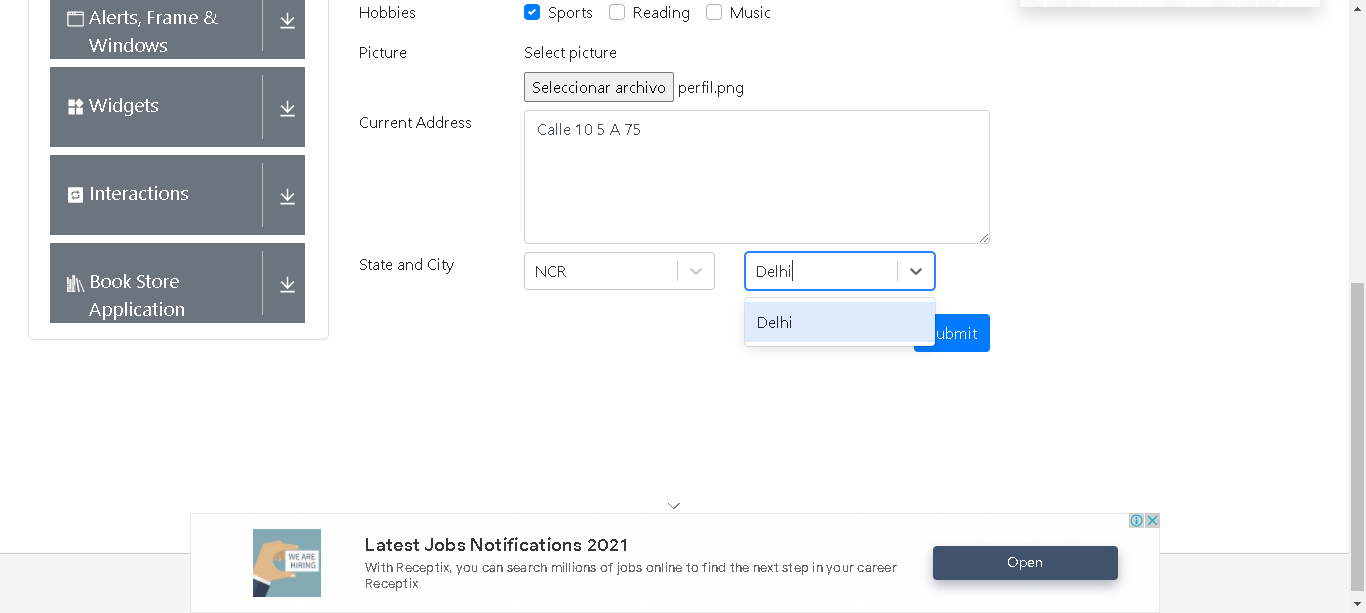 Alerts, Frame &
Windows
Widgets
Interactions
Book Store
Application
Hobbies
Sports Reading Music
Picture
Select picture
Seleccionar archivo perfil.png
Current Address
Calle 10 5 A 75
State and City
NCR
Delhi
Delhi
ubmit
WE ARE
HIRING
Latest Jobs Notifications 2021
With Receptix, you can search millions of jobs online to find the next step in your career
Receptix
Open